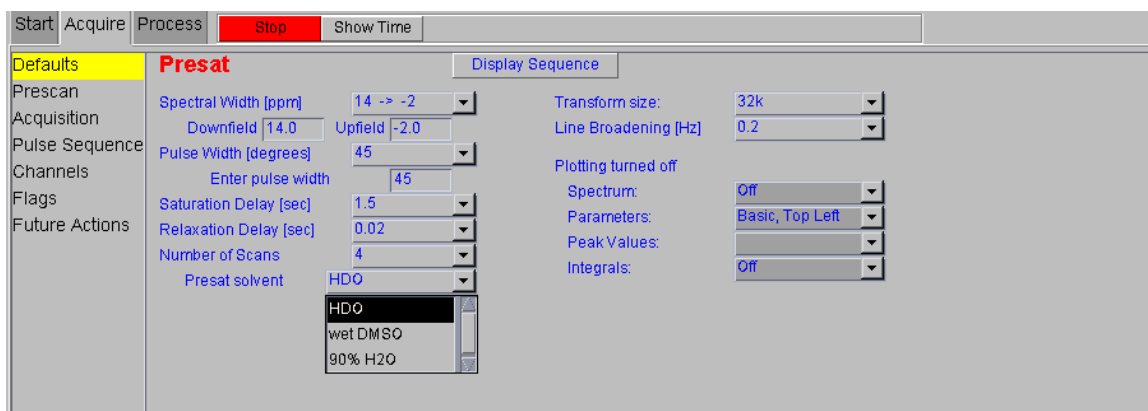 Start Acquire Process Stop Show Time
Defaults
Prescan
Acquisition
Pulse Sequence
Channels
Flags
Future Actions
Presat Display Sequence
Spectral Width [ppm] 14 -> -2
Downfield 14.0 Upfield -2.0
Pulse Width [degrees] 45
Enter pulse width 45
Saturation Delay [sec] 1.5
Relaxation Delay [sec] 0.02
Number of Scans 4
Presat solvent HDO
HDO
wet DMSO
90% H2O
Transform size: 32k
Line Broadening [Hz] 0.2
Plotting turned off
Spectrum: Off
Parameters: Basic, Top Left
Peak Values:
Integrals: Off